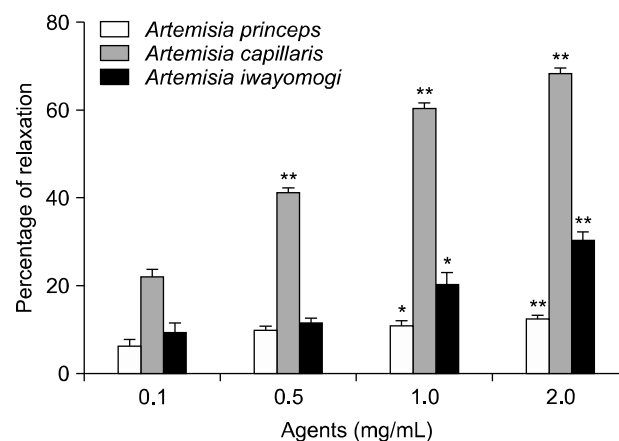 80
60
40
20
0
Percentage of relaxation
Artemisia princeps
Artemisia capillaris
Artemisia iwayomogi
**
**
**
*
*
**
**
0.1 0.5 1.0 2.0
Agents (mg/mL)